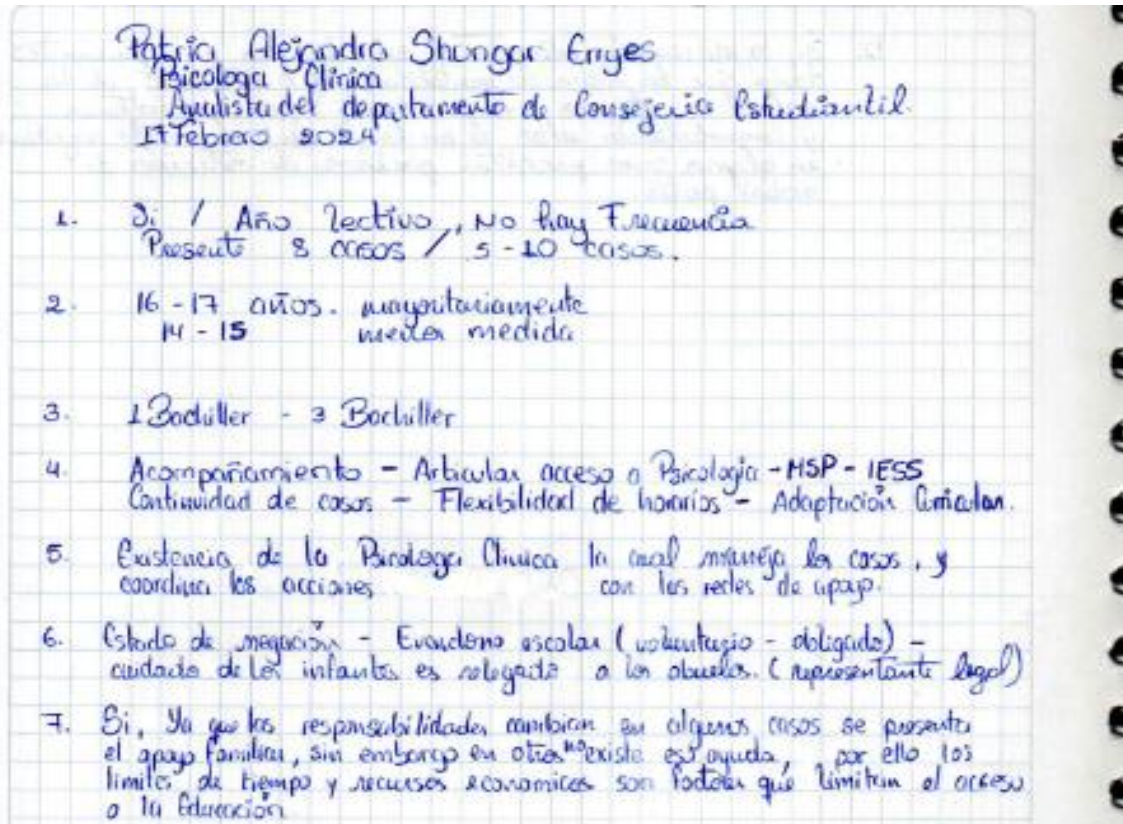 Patria Alejandra Shungar Erryes
Psicologa Clinica
Analista del departamento de Consejeria Estudiantil.
17 Febrero 2024
1. Si / Año lectivo, No hay Frecuencia
Presente 8 casos / 5-10 casos.
2. 16-17 años. mayoritariamente
14-15 menor medida
3. 1 Bachiller - 3 Bachiller
4. Acompañamiento - Articular acceso a Psicologia - MSP - IESS
Continuidad de casos - Flexibilidad de horarios - Adaptación Curricular.
5. Existencia de la Psicologa Clinica la cual maneja los casos, y
coordina las acciones con las redes de apoyo.
6. Estado de negación - escolar (voluntario - obligado) -
cuidado de los infantes es relegado a los abuelos. (representante legal)
7. Si, Ya que las responsabilidades cambian en algunos casos se presenta
el apoyo familiar, sin embargo en otros no existe esa ayuda, por ello los
limites de tiempo y recursos economicos son factores que limitan el acceso
a la Educación